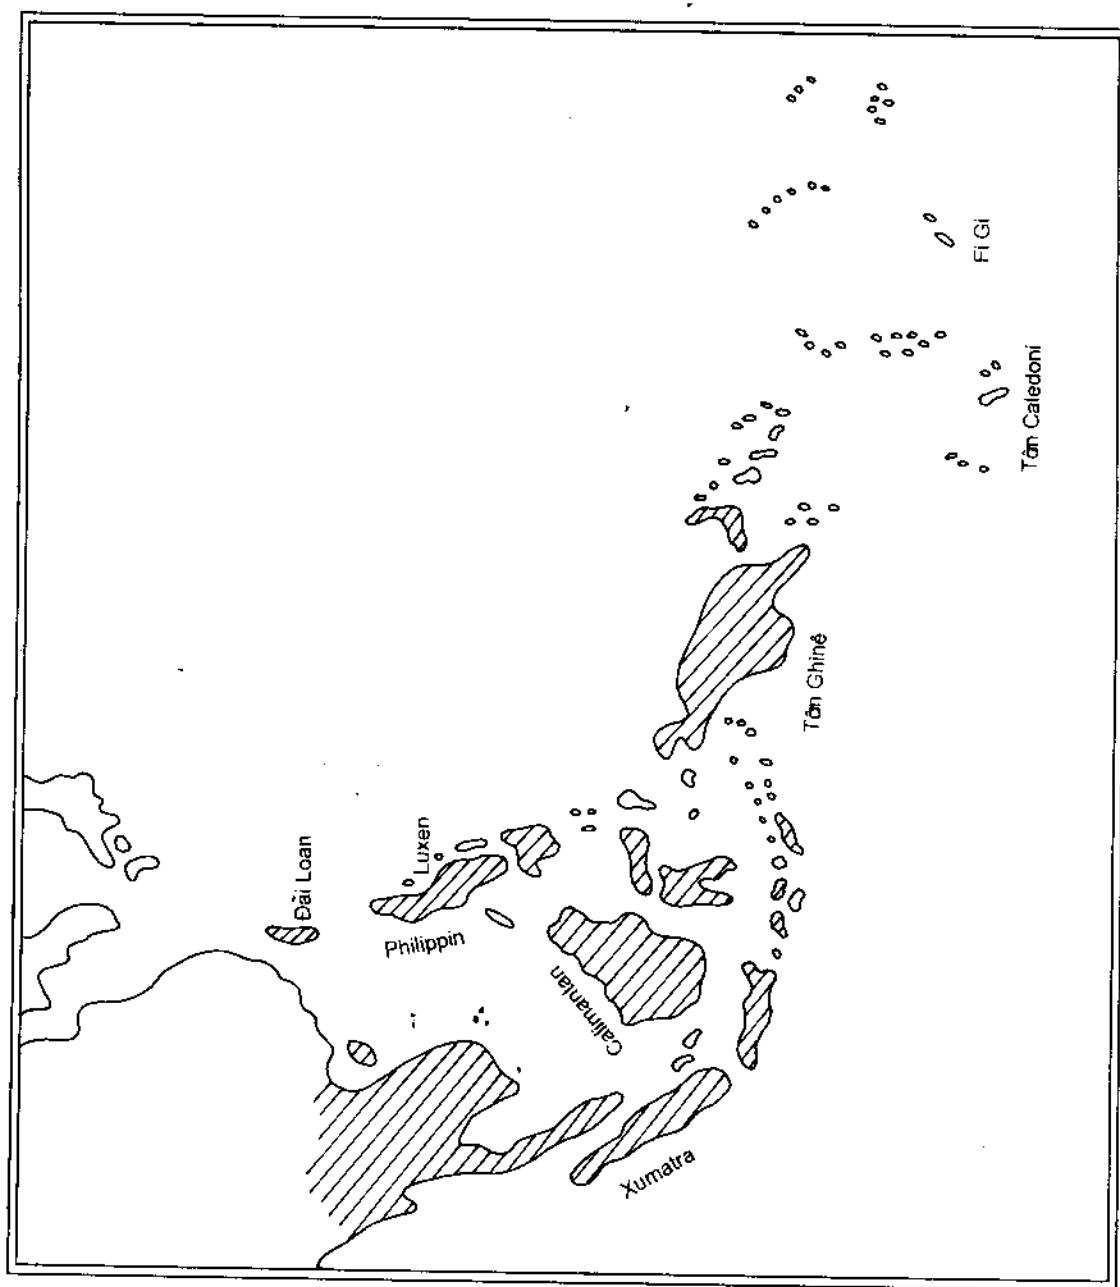 Đài Loan
Luxen
Philippin
Calimantan
Xumatra
Tân Ghinê
Tân Caledoni
Fi Gi